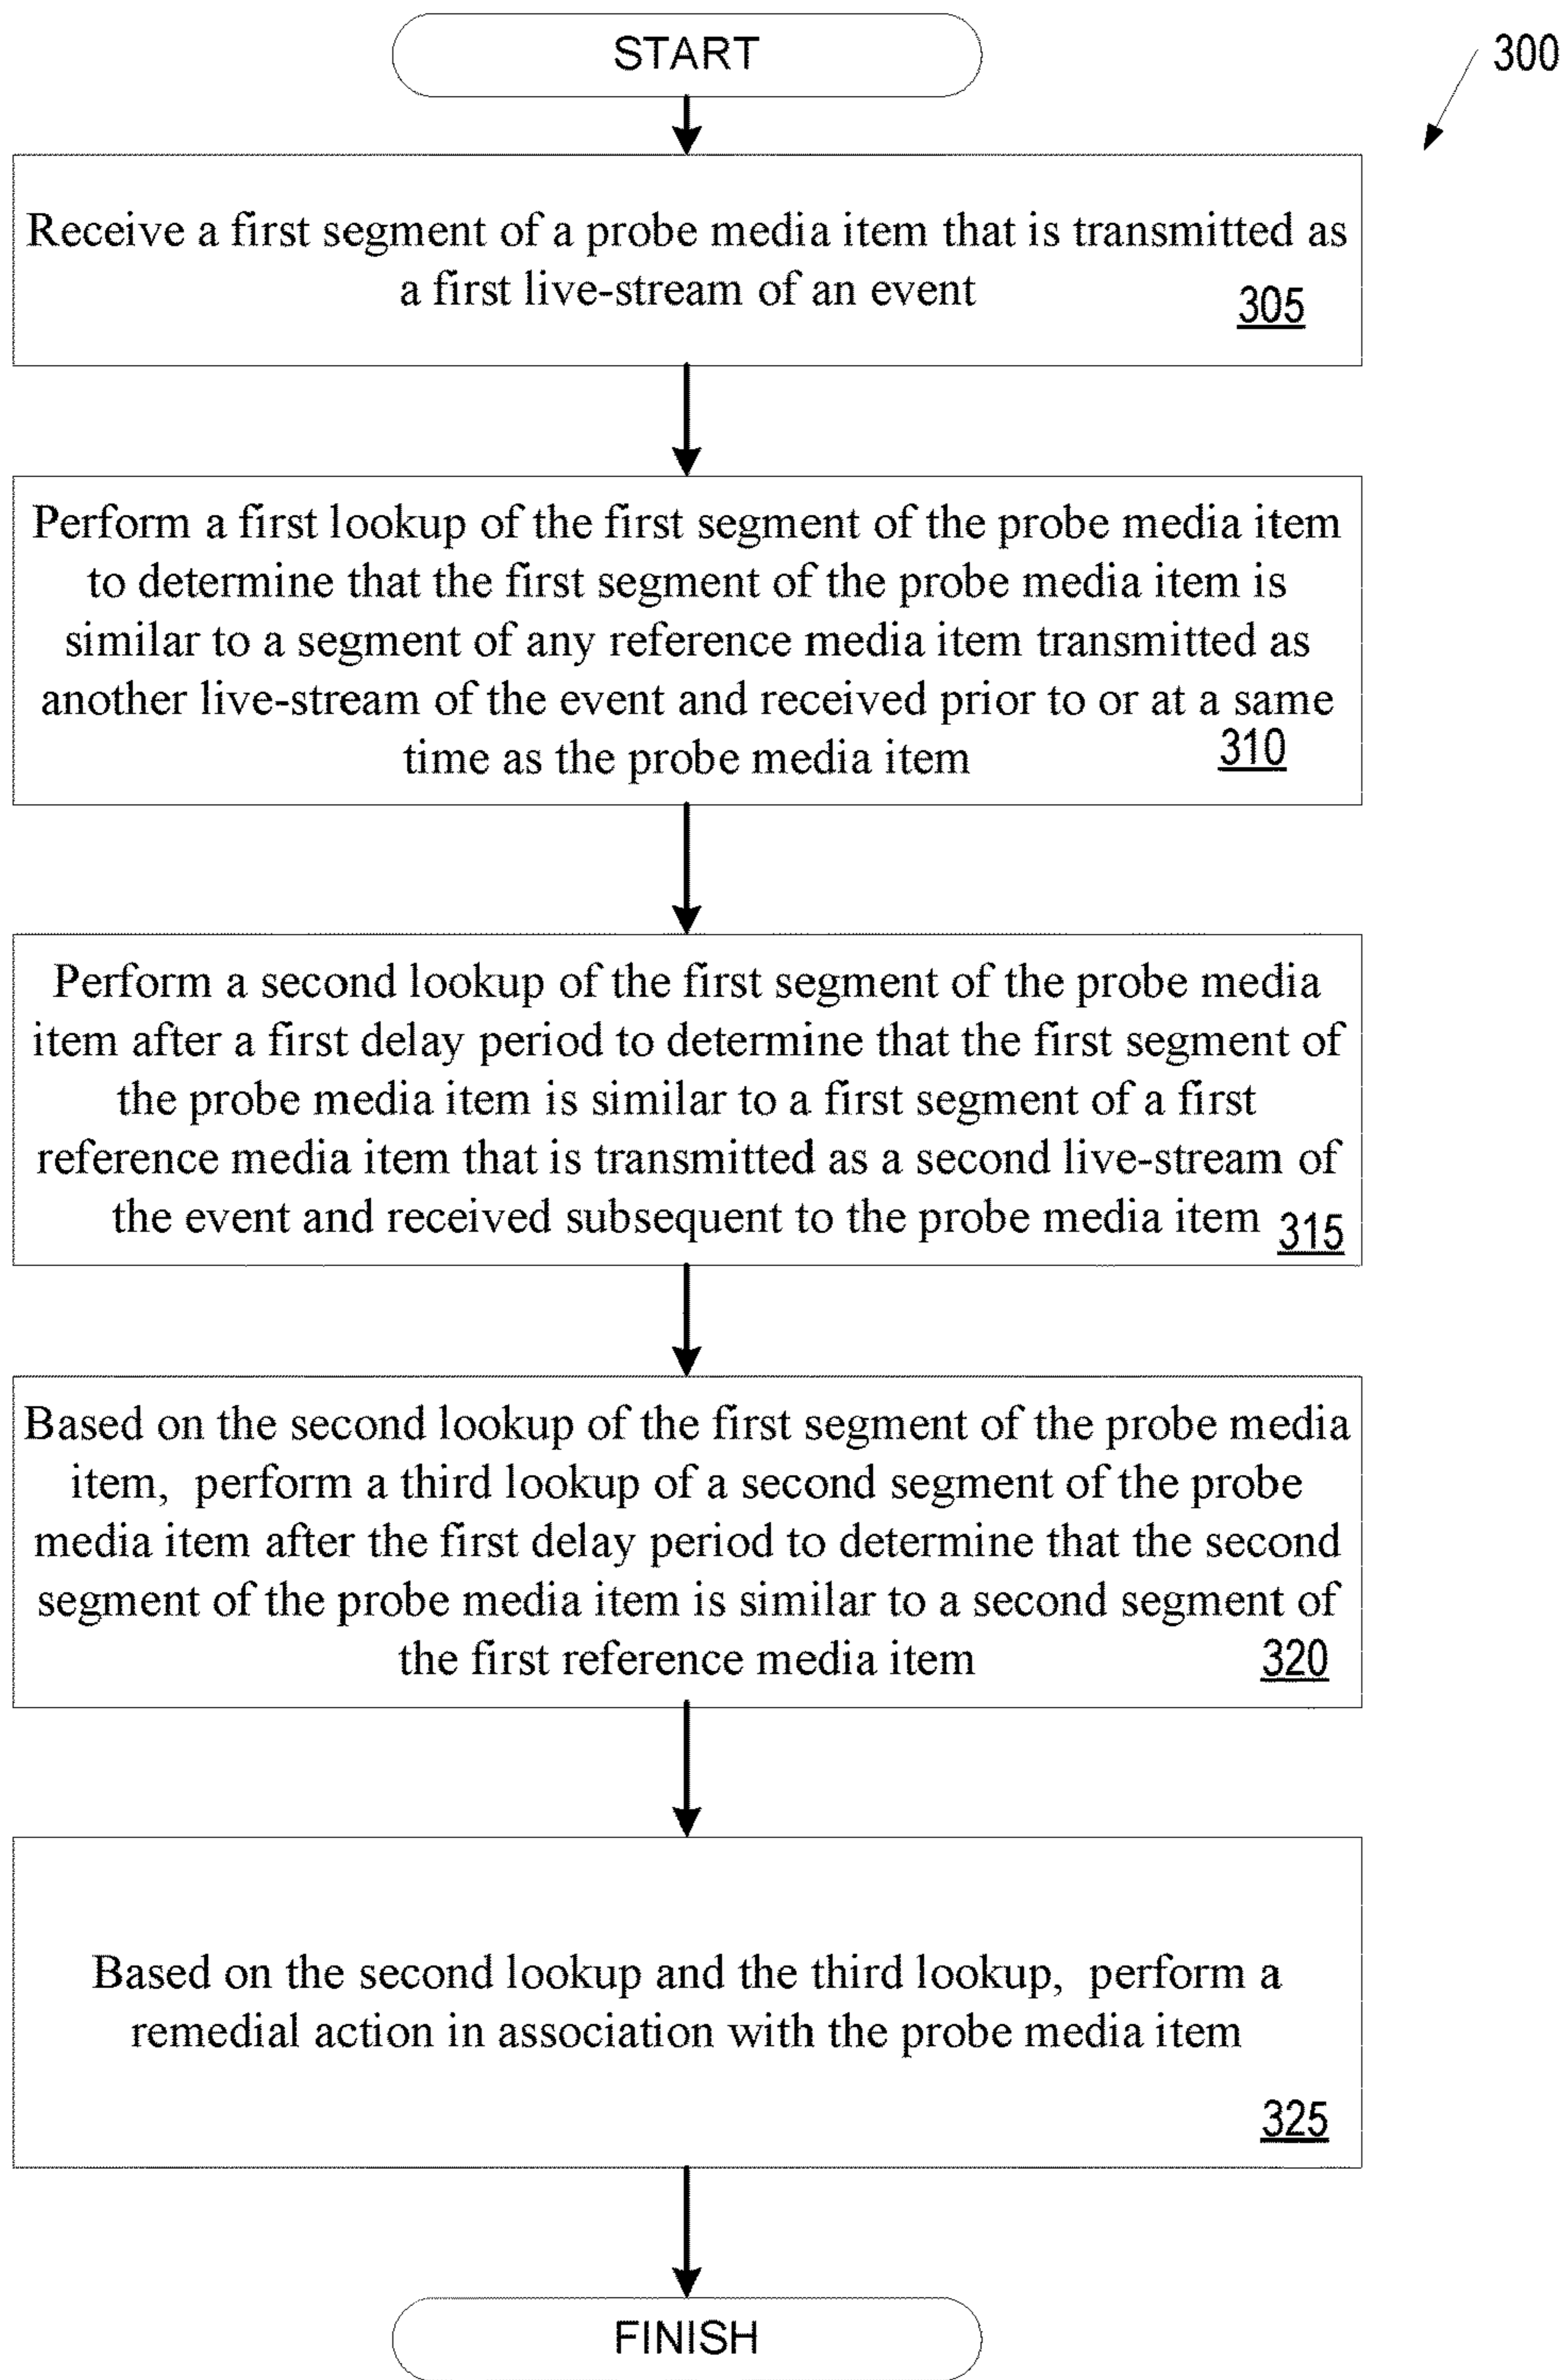 START
300
Receive a first segment of a probe media item that is transmitted as
a first live-stream of an event
305
Perform a first lookup of the first segment of the probe media item
to determine that the first segment of the probe media item is
similar to a segment of any reference media item transmitted as
another live-stream of the event and received prior to or at a same
time as the probe media item
310
Perform a second lookup of the first segment of the probe media
item after a first delay period to determine that the first segment of
the probe media item is similar to a first segment of a first
reference media item that is transmitted as a second live-stream of
the event and received subsequent to the probe media item
315
Based on the second lookup of the first segment of the probe media
item, perform a third lookup of a second segment of the probe
media item after the first delay period to determine that the second
segment of the probe media item is similar to a second segment of
the first reference media item
320
Based on the second lookup and the third lookup, perform a
remedial action in association with the probe media item
325
FINISH